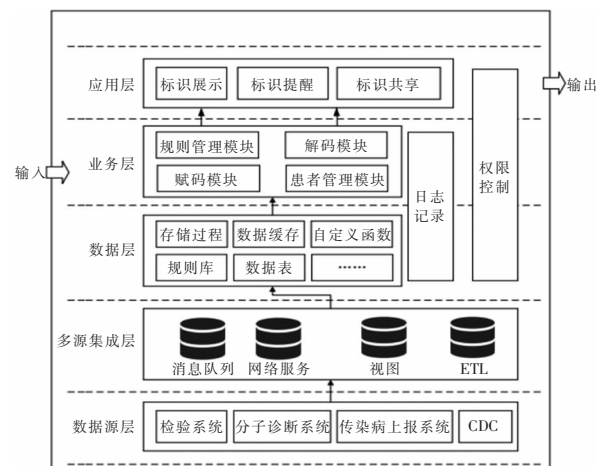 应用层 标识展示 标识提醒 标识共享
输出
输入
业务层 规则管理模块 解码模块
赋码模块 患者管理模块
日志
记录
权限
控制
数据层 存储过程 数据缓存 自定义函数
规则库 数据表 ……
多源集成层
消息队列 网络服务 视图 ETL
数据源层 检验系统 分子诊断系统 传染病上报系统 CDC